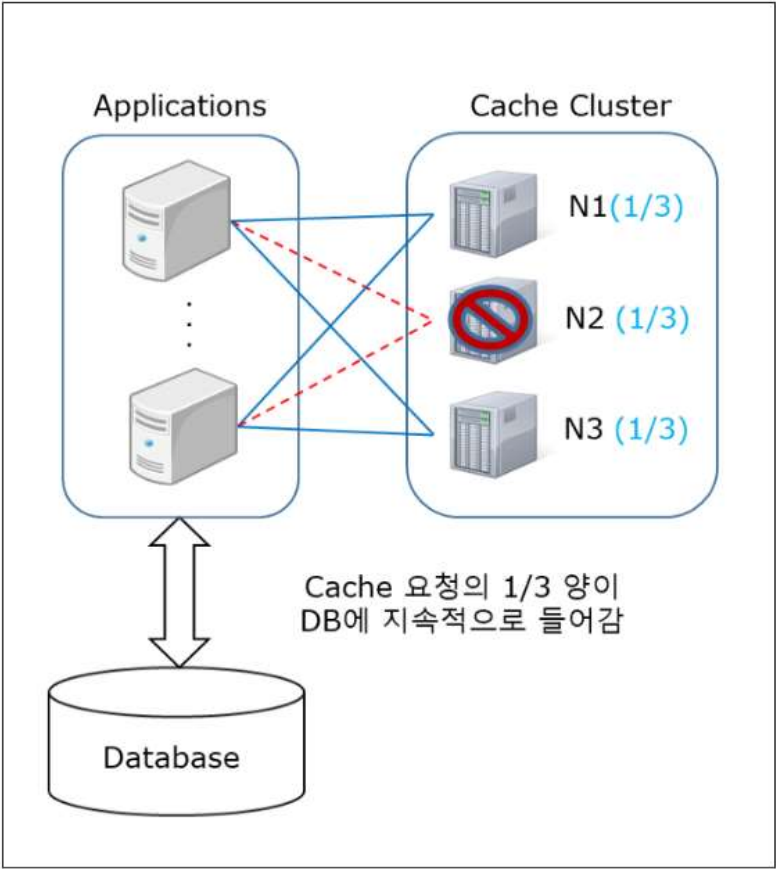 Applications
Cache Cluster
N1(1/3)
N2 (1/3)
N3 (1/3)
Cache 요청의 1/3 양이
DB에 지속적으로 들어감
Database